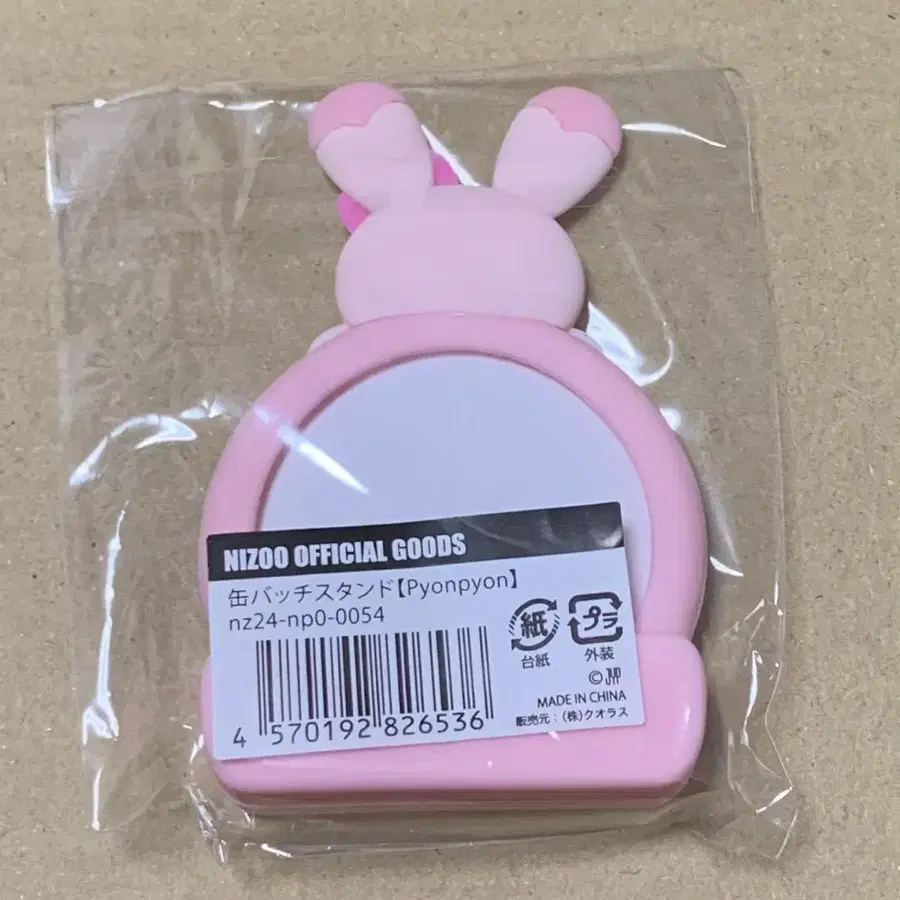 NIZOO OFFICIAL GOODS
缶バッチスタンド【Pyonpyon】
nz24-np0-0054
紙
台紙
プラ
外装
©JYP
MADE IN CHINA
販売元:(株)クオラス
4 570192 826536